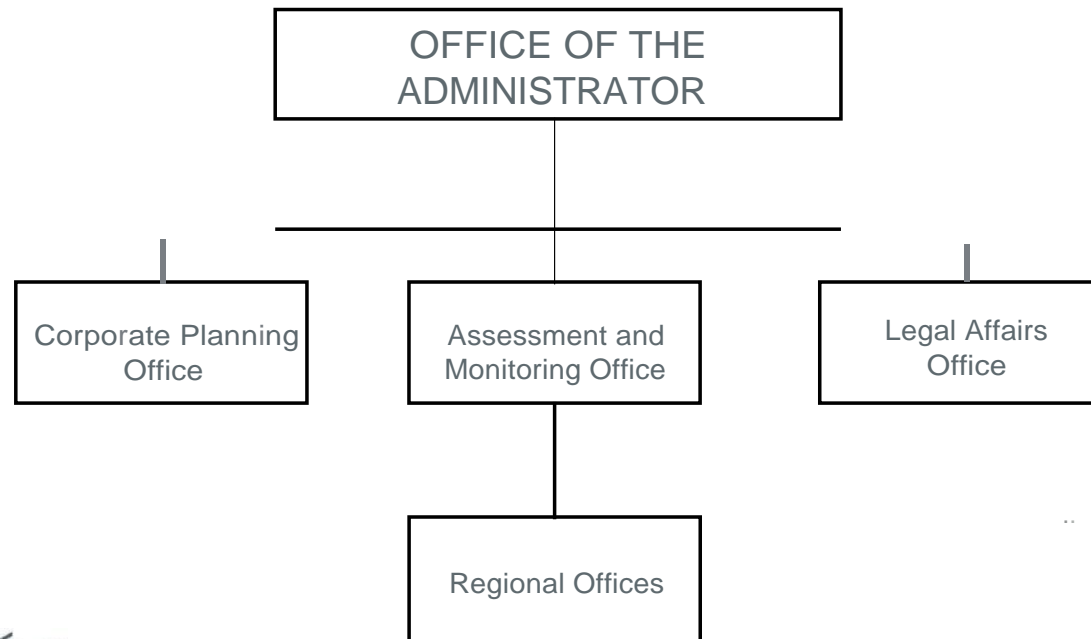 OFFICE OF THE
ADMINISTRATOR
Corporate Planning
Office
Assessment and
Monitoring Office
Legal Affairs
Office
Regional Offices